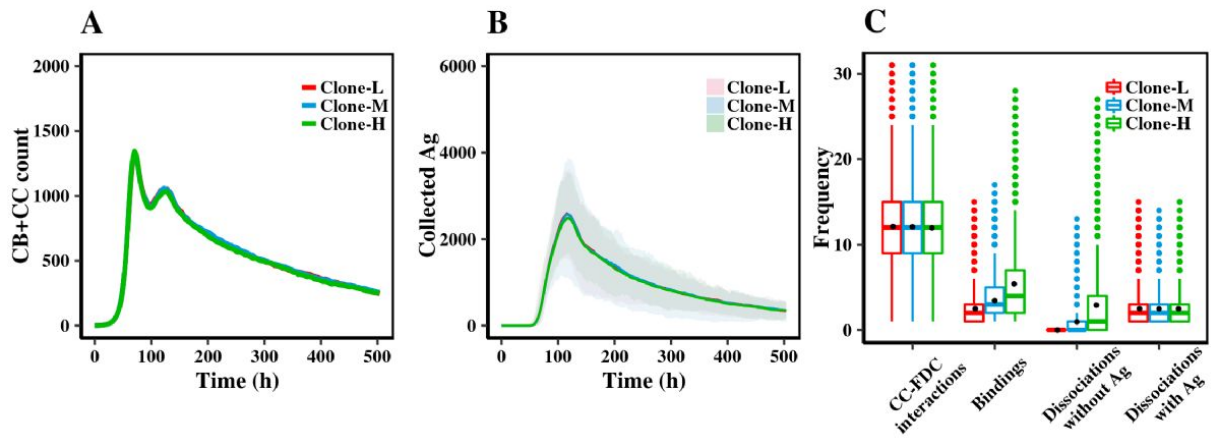 A
CB+CC count
2000
1500
1000
500
0
0 100 200 300 400 500
Time (h)
Clone-L
Clone-M
Clone-H
B
Collected Ag
6000
4000
2000
0
0 100 200 300 400 500
Time (h)
Clone-L
Clone-M
Clone-H
C
Frequency
30
20
10
0
Clone-L
Clone-M
Clone-H
CC-FDC
interactions
Bindings
Dissociations
without Ag
Dissociations
with Ag